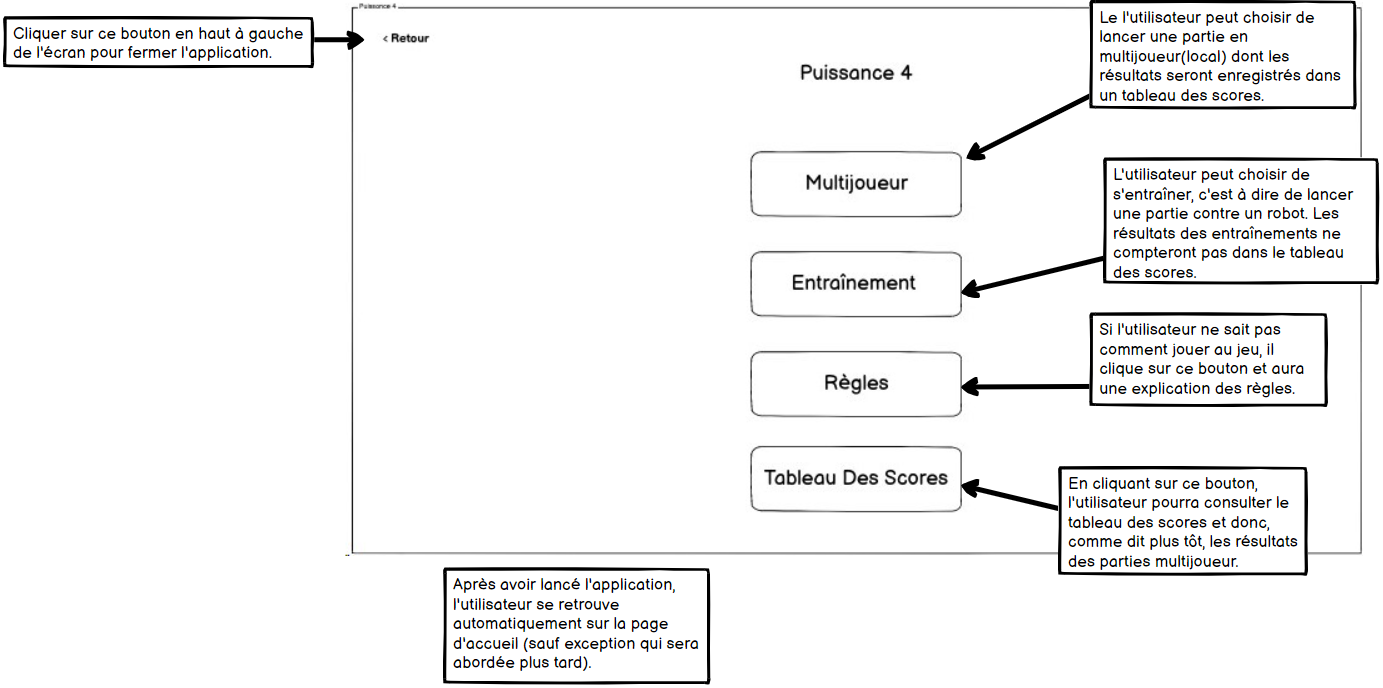 Puissance 4
Cliquer sur ce bouton en haut à gauche
de l'écran pour fermer l'application.
< Retour
Puissance 4
Le l'utilisateur peut choisir de
lancer une partie en
multijoueur(local) dont les
résultats seront enregistrés dans
un tableau des scores.
Multijoueur
L'utilisateur peut choisir de
s'entraîner, c'est à dire de lancer
une partie contre un robot. Les
résultats des entraînements ne
compteront pas dans le tableau
des scores.
Entraînement
Si l'utilisateur ne sait pas
comment jouer au jeu, il
clique sur ce bouton et aura
une explication des règles.
Règles
Tableau Des Scores
En cliquant sur ce bouton,
l'utilisateur pourra consulter le
tableau des scores et donc,
comme dit plus tôt, les résultats
des parties multijoueur.
Après avoir lancé l'application,
l'utilisateur se retrouve
automatiquement sur la page
d'accueil (sauf exception qui sera
abordée plus tard).